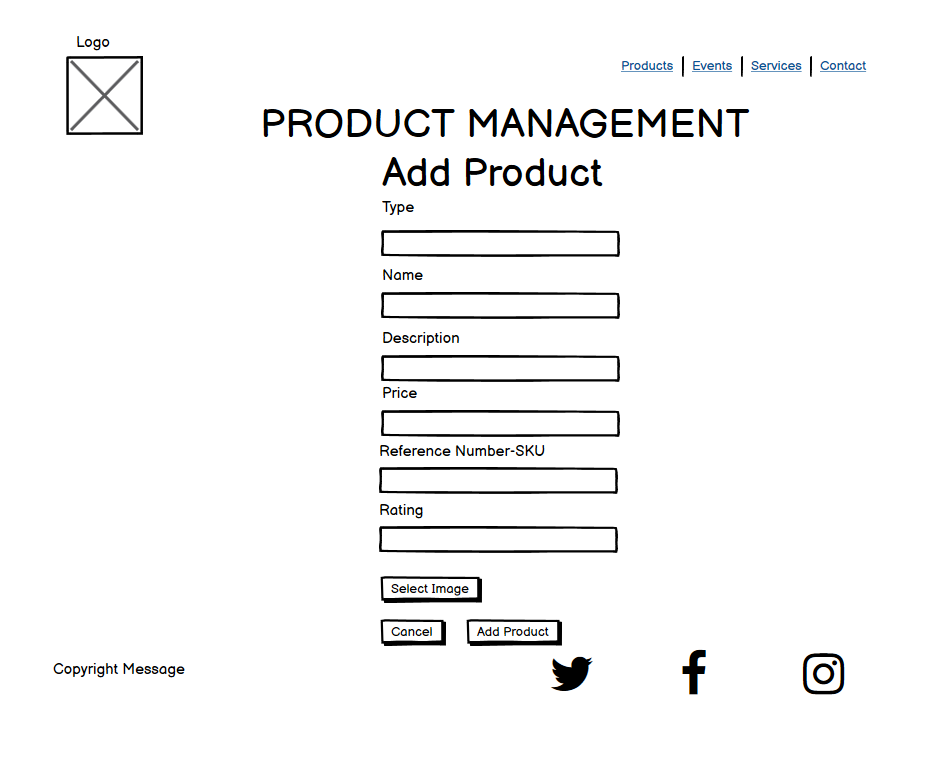 Logo
Products Events Services Contact
PRODUCT MANAGEMENT
Add Product
Type
Name
Description
Price
Reference Number-SKU
Rating
Select Image
Cancel Add Product
Copyright Message